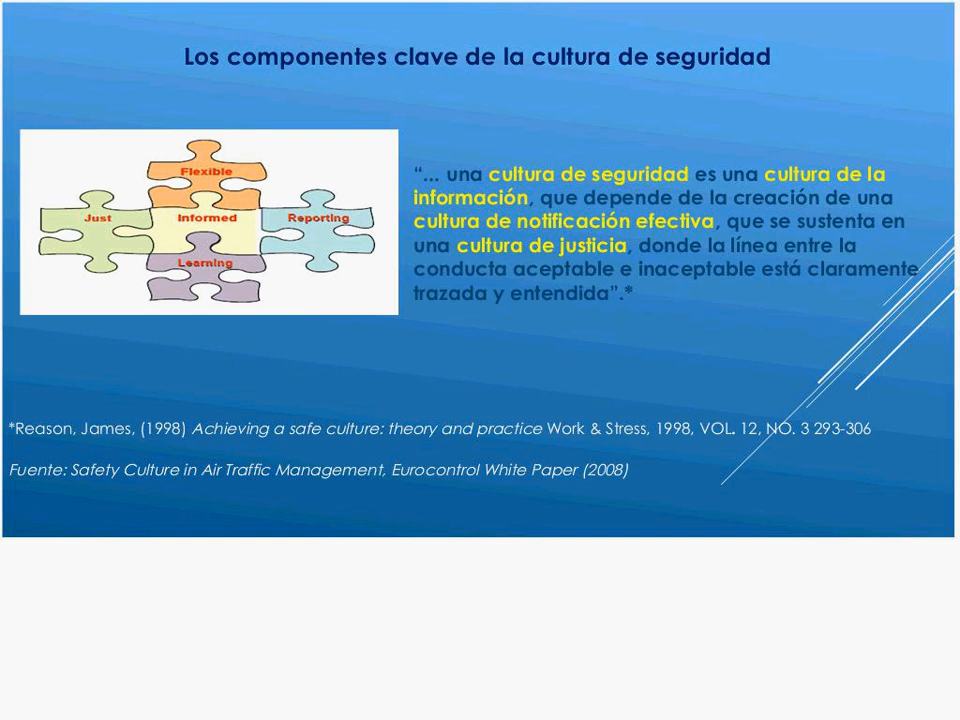 Los componentes clave de la cultura de seguridad
Flexible
Just
Informed
Reporting
Learning
“... una cultura de seguridad es una cultura de la
información, que depende de la creación de una
cultura de notificación efectiva, que se sustenta en
una cultura de justicia, donde la línea entre la
conducta aceptable e inaceptable está claramente
trazada y entendida”.*
*Reason, James, (1998) Achieving a safe culture: theory and practice Work & Stress, 1998, VOL. 12, NO. 3 293-306
Fuente: Safety Culture in Air Traffic Management, Eurocontrol White Paper (2008)